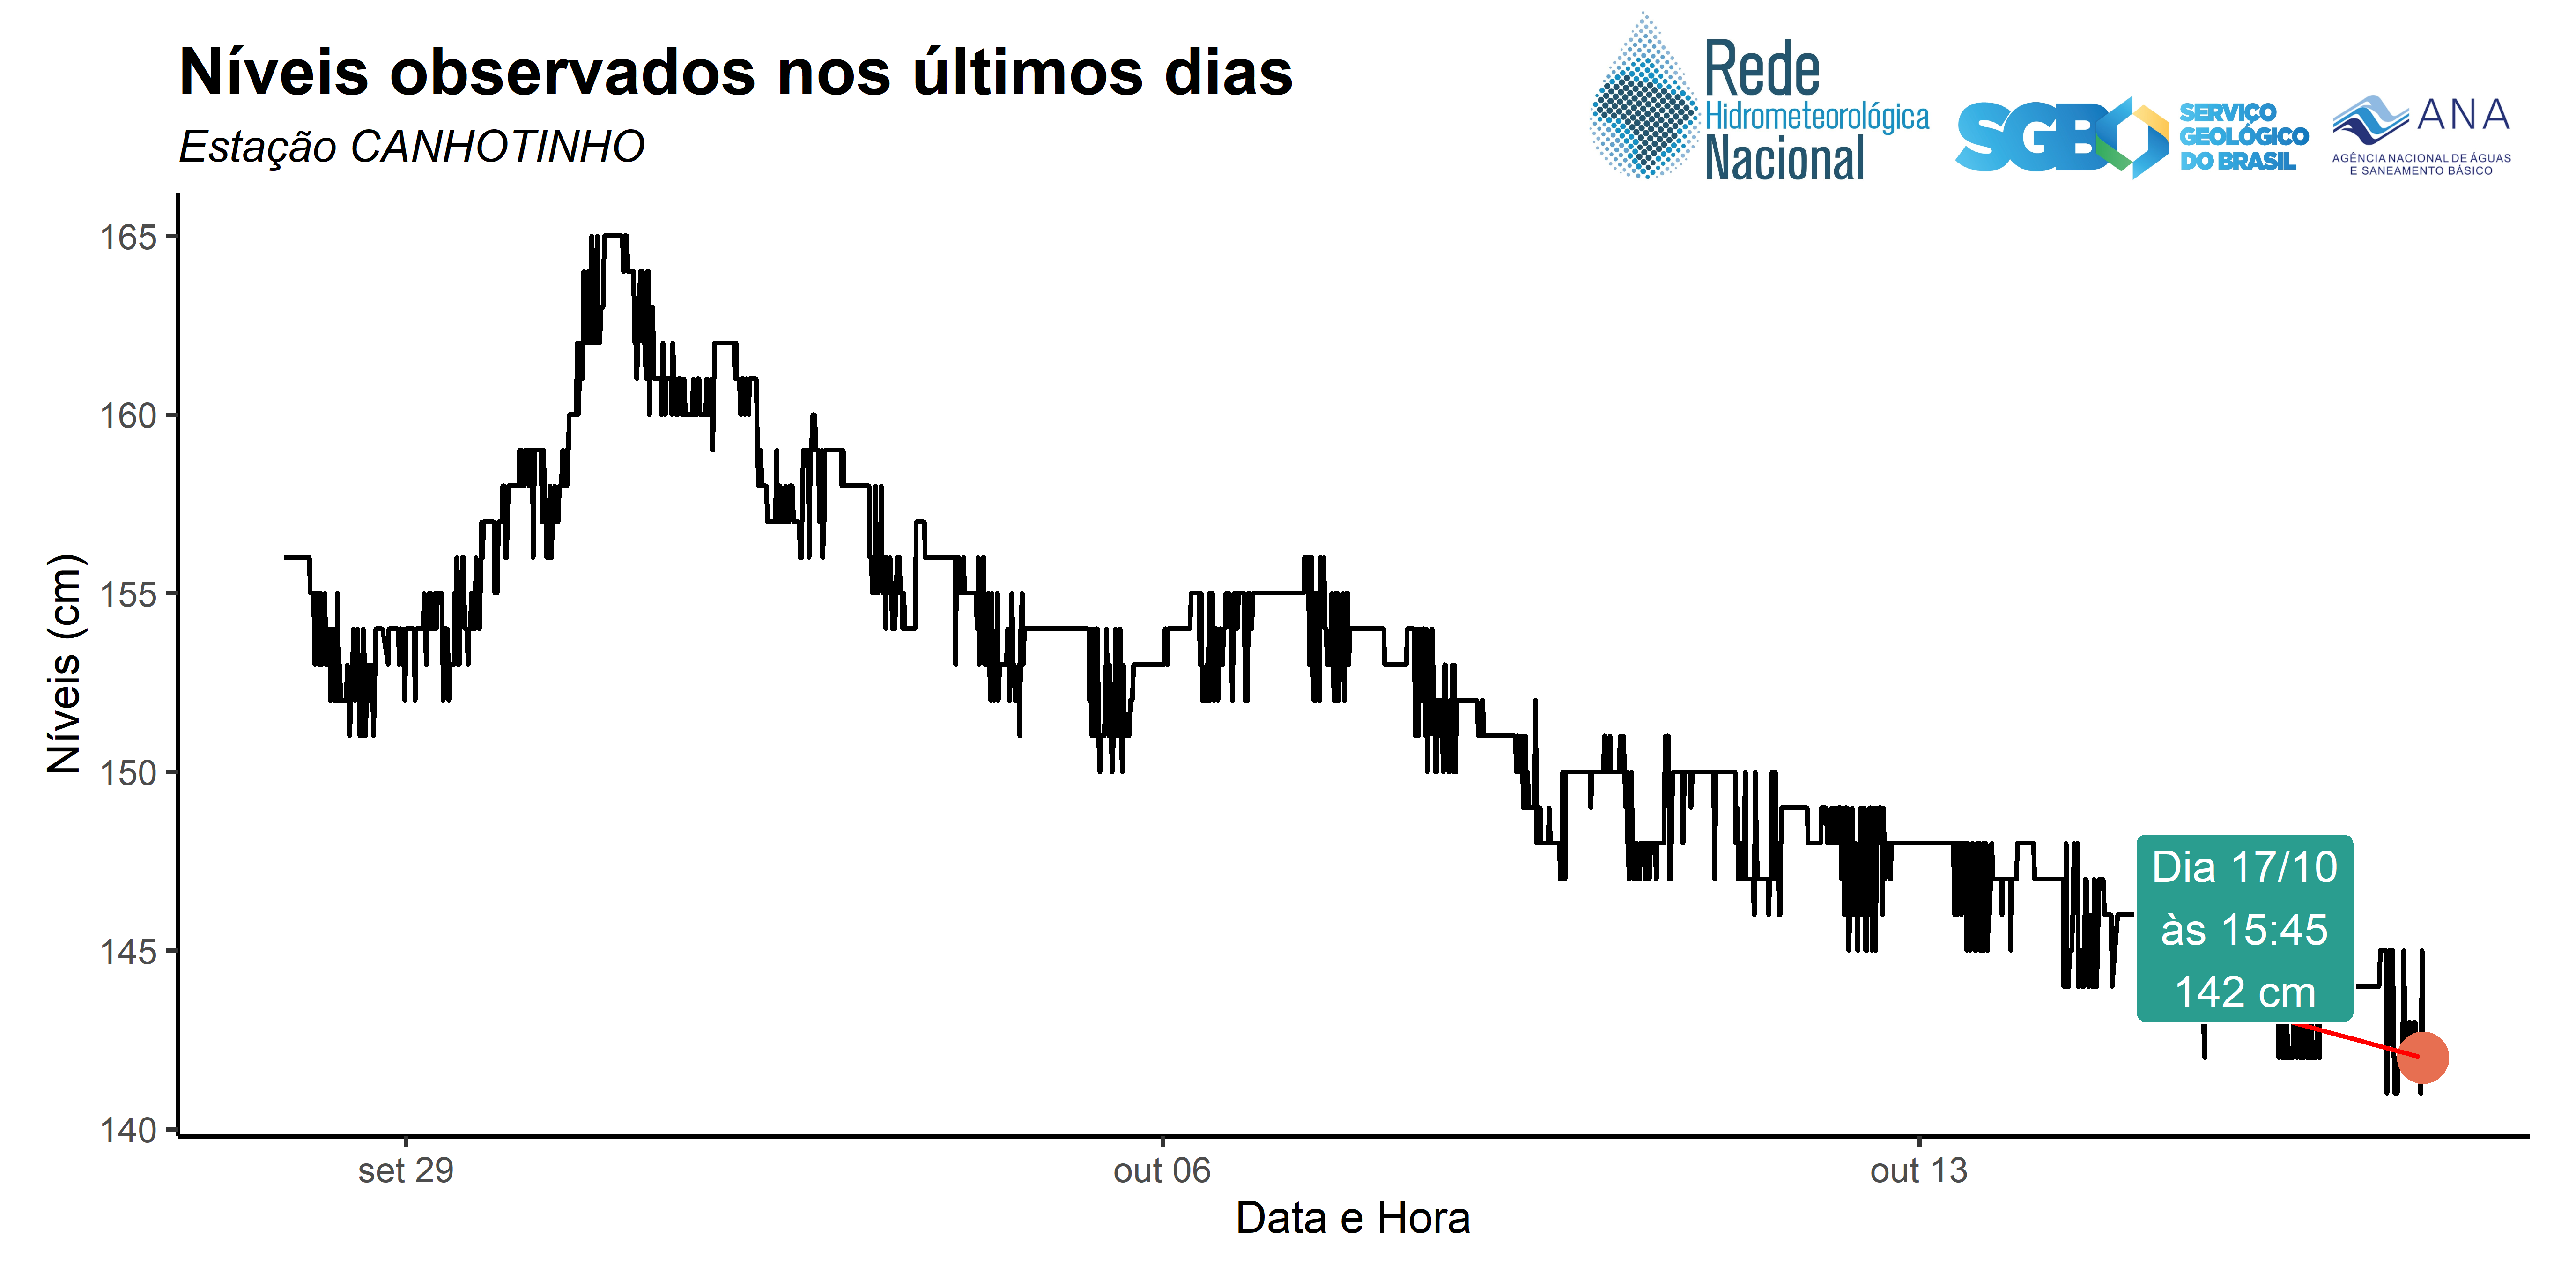 Níveis observados nos últimos dias
Estação CANHOTINHO
Rede
Hidrometeorológica
Nacional
SGB
SERVIÇO
GEOLÓGICO
DO BRASIL
ANA
AGÊNCIA NACIONAL DE ÁGUAS
E SANEAMENTO BÁSICO
Níveis (cm)
165
160
155
150
145
140
Dia 17/10
às 15:45
142 cm
set 29
out 06
out 13
Data e Hora